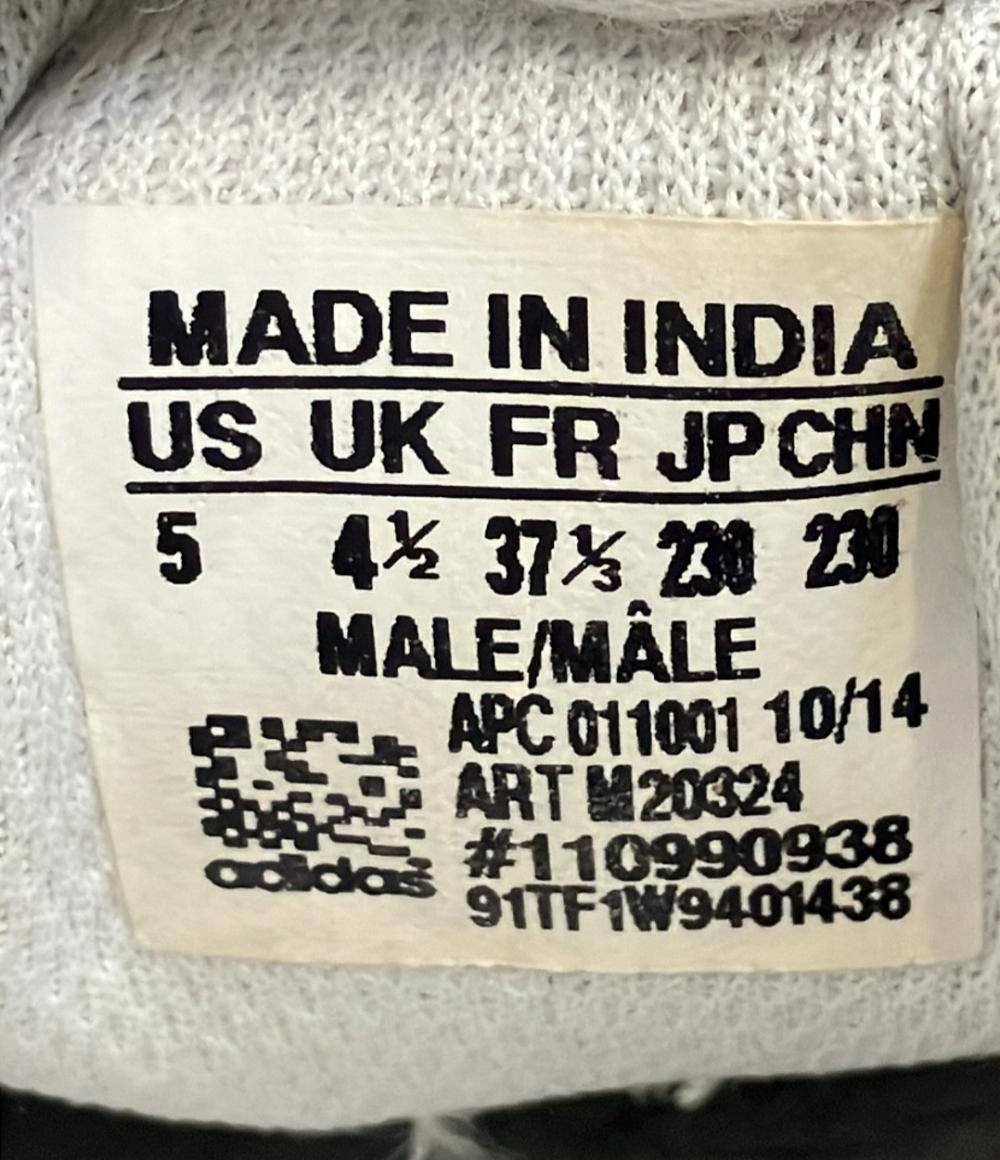 MADE IN INDIA
US UK FR JP CHN
5 4½ 37⅓ 230 230
MALE/MÂLE
APC 011001 10/14
ART M20324
#110990938
91TF1W9401438
adidas